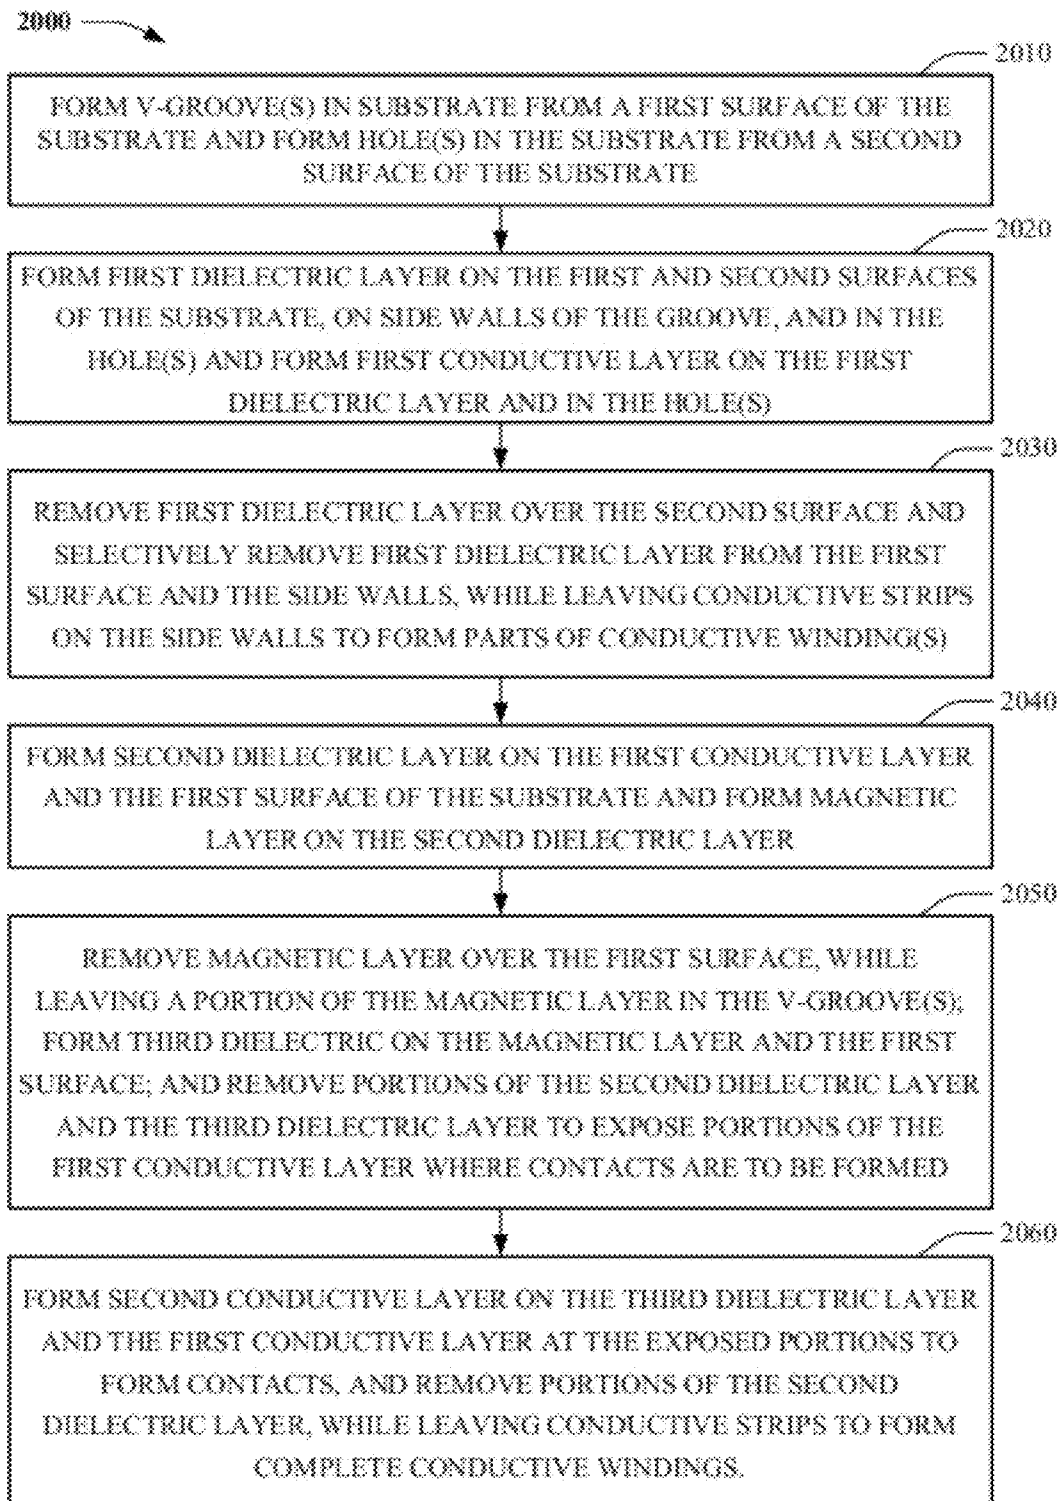 2000
2010
FORM V-GROOVE(S) IN SUBSTRATE FROM A FIRST SURFACE OF THE
SUBSTRATE AND FORM HOLE(S) IN THE SUBSTRATE FROM A SECOND
SURFACE OF THE SUBSTRATE
2020
FORM FIRST DIELECTRIC LAYER ON THE FIRST AND SECOND SURFACES
OF THE SUBSTRATE, ON SIDE WALLS OF THE GROOVE, AND IN THE
HOLE(S) AND FORM FIRST CONDUCTIVE LAYER ON THE FIRST
DIELECTRIC LAYER AND IN THE HOLE(S)
2030
REMOVE FIRST DIELECTRIC LAYER OVER THE SECOND SURFACE AND
SELECTIVELY REMOVE FIRST DIELECTRIC LAYER FROM THE FIRST
SURFACE AND THE SIDE WALLS, WHILE LEAVING CONDUCTIVE STRIPS
ON THE SIDE WALLS TO FORM PARTS OF CONDUCTIVE WINDING(S)
2040
FORM SECOND DIELECTRIC LAYER ON THE FIRST CONDUCTIVE LAYER
AND THE FIRST SURFACE OF THE SUBSTRATE AND FORM MAGNETIC
LAYER ON THE SECOND DIELECTRIC LAYER
2050
REMOVE MAGNETIC LAYER OVER THE FIRST SURFACE, WHILE
LEAVING A PORTION OF THE MAGNETIC LAYER IN THE V-GROOVE(S);
FORM THIRD DIELECTRIC ON THE MAGNETIC LAYER AND THE FIRST
SURFACE; AND REMOVE PORTIONS OF THE SECOND DIELECTRIC LAYER
AND THE THIRD DIELECTRIC LAYER TO EXPOSE PORTIONS OF THE
FIRST CONDUCTIVE LAYER WHERE CONTACTS ARE TO BE FORMED
2060
FORM SECOND CONDUCTIVE LAYER ON THE THIRD DIELECTRIC LAYER
AND THE FIRST CONDUCTIVE LAYER AT THE EXPOSED PORTIONS TO
FORM CONTACTS, AND REMOVE PORTIONS OF THE SECOND
DIELECTRIC LAYER, WHILE LEAVING CONDUCTIVE STRIPS TO FORM
COMPLETE CONDUCTIVE WINDINGS.